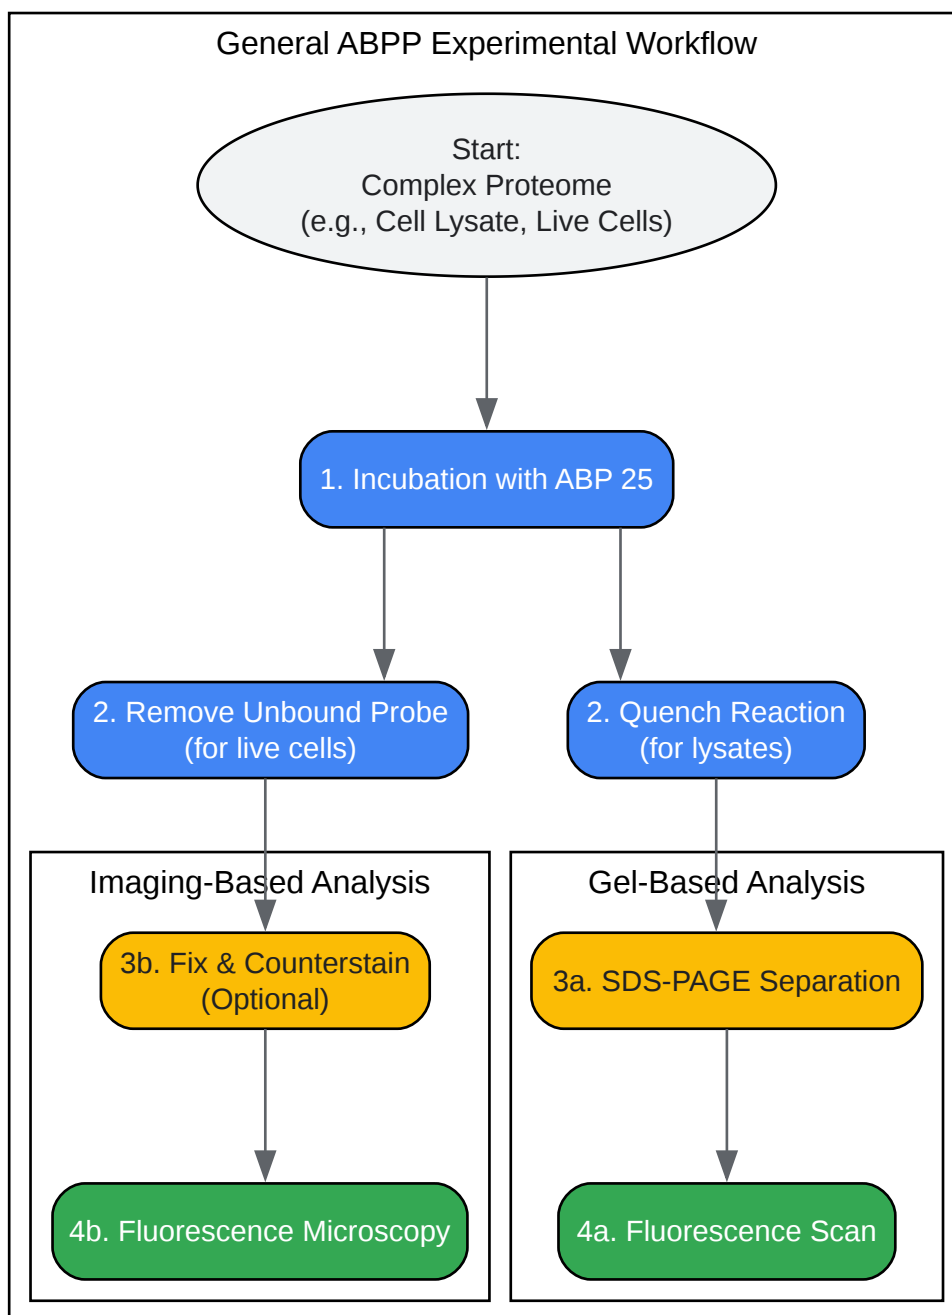 General ABPP Experimental Workflow
Start:
Complex Proteome
(e.g., Cell Lysate, Live Cells)
1. Incubation with ABP 25
2. Remove Unbound Probe
(for live cells)
2. Quench Reaction
(for lysates)
Imaging-Based Analysis
3b. Fix & Counterstain
(Optional)
4b. Fluorescence Microscopy
Gel-Based Analysis
3a. SDS-PAGE Separation
4a. Fluorescence Scan